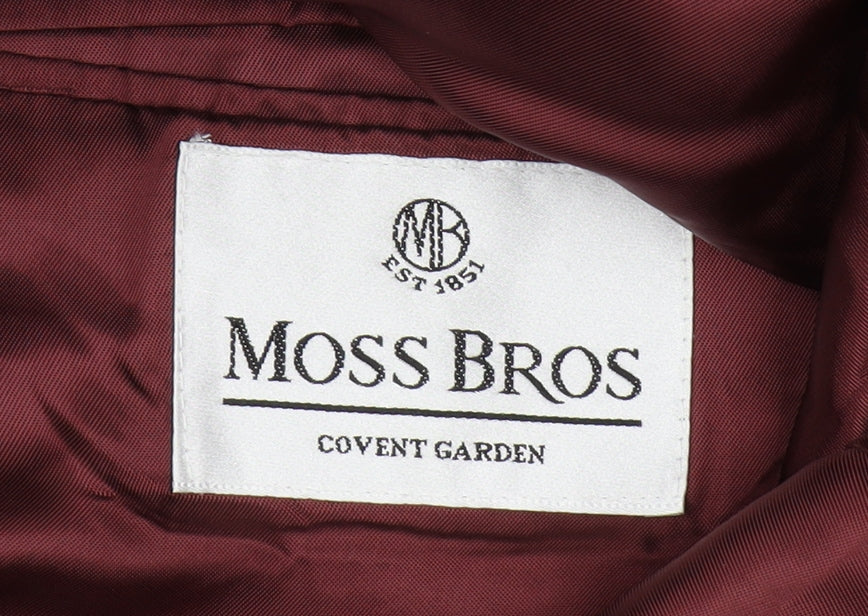 MB
EST 1851
MOSS BROS
COVENT GARDEN